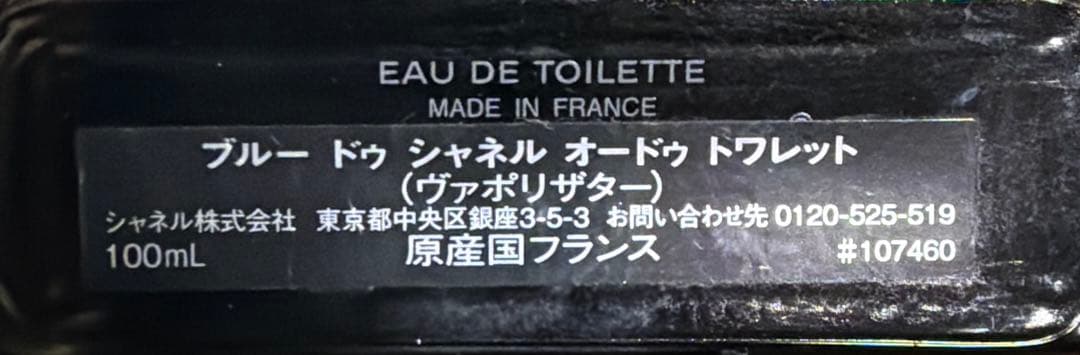 EAU DE TOILETTE
MADE IN FRANCE
ブルー ドゥ シャネル オードゥ トワレット
(ヴァポリザター)
シャネル株式会社 東京都中央区銀座3-5-3 お問い合わせ先 0120-525-519
100mL 原産国フランス #107460